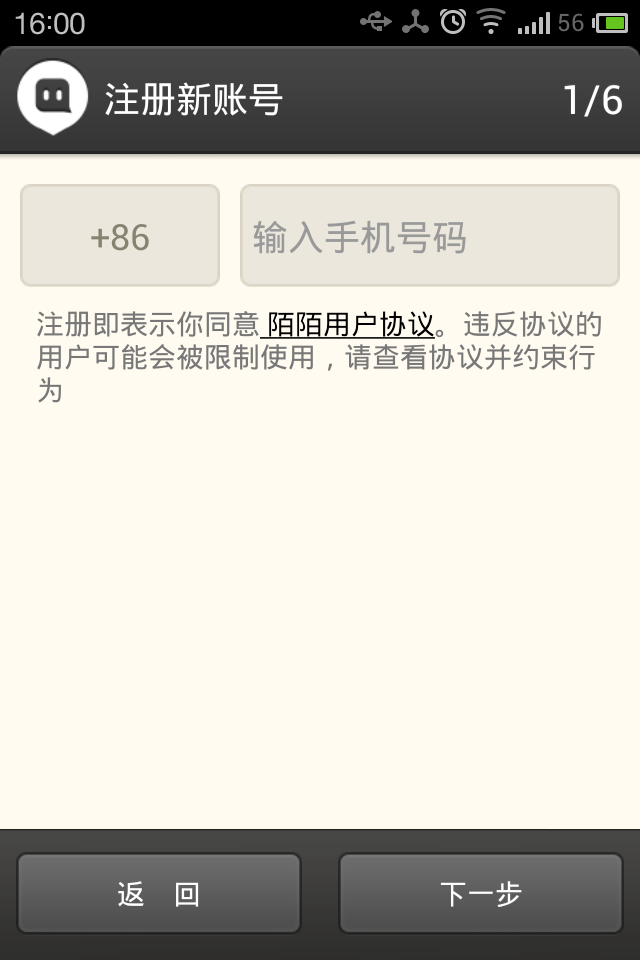 16:00 56
注册新账号 1/6
+86 输入手机号码
注册即表示你同意 陌陌用户协议。违反协议的
用户可能会被限制使用，请查看协议并约束行
为
返 回 下一步